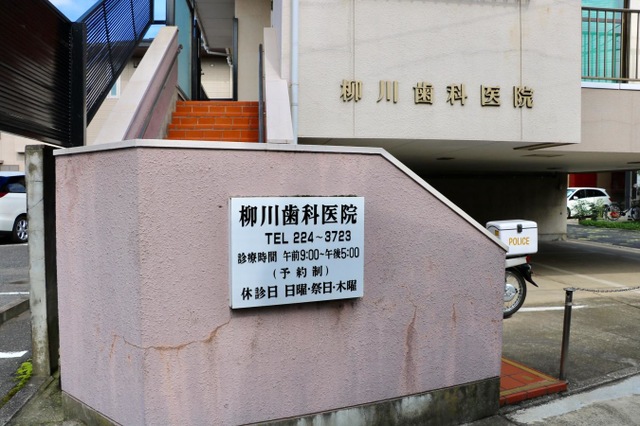 柳川歯科医院
柳川歯科医院
TEL 224～3723
診療時間 午前9:00～午後5:00
(予約制)
休診日 日曜・祭日・木曜
POLICE